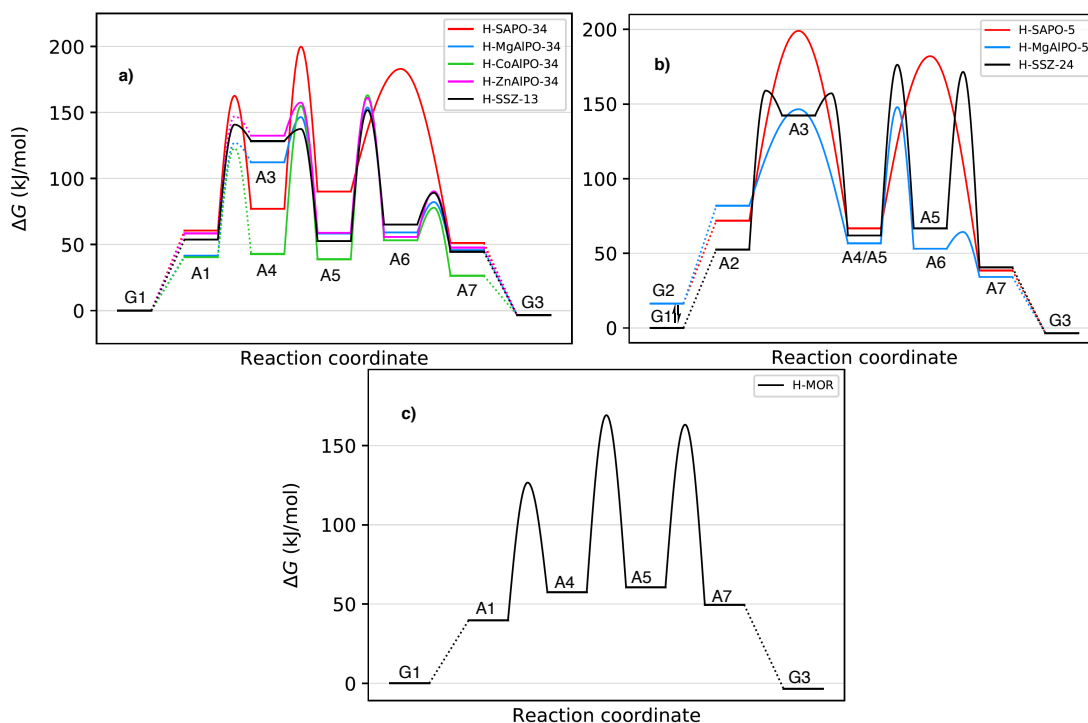 a)
H-SAPO-34
H-MgAlPO-34
H-CoAlPO-34
H-ZnAlPO-34
H-SSZ-13
200
150
100
50
0
ΔG (kJ/mol)
G1
A1
A3
A4
A5
A6
A7
G3
Reaction coordinate
b)
H-SAPO-5
H-MgAlPO-5
H-SSZ-24
200
150
100
50
0
G2
G1
A2
A3
A4/A5
A5
A6
A7
G3
Reaction coordinate
c)
H-MOR
150
100
50
0
ΔG (kJ/mol)
G1
A1
A4
A5
A7
G3
Reaction coordinate